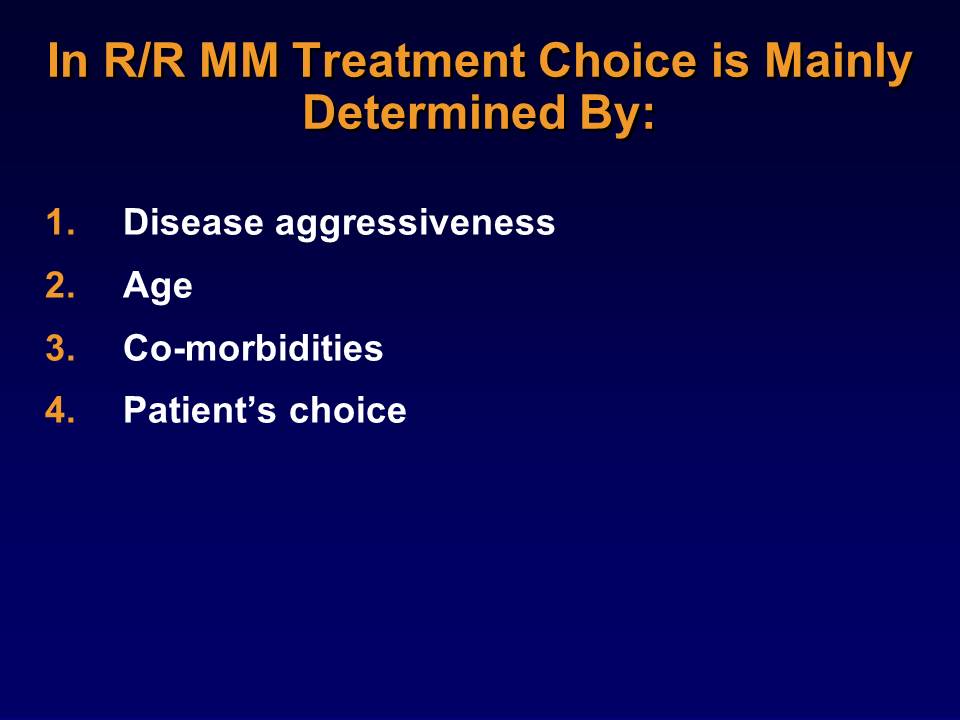 In R/R MM Treatment Choice is Mainly
Determined By:
1. Disease aggressiveness
2. Age
3. Co-morbidities
4. Patient’s choice